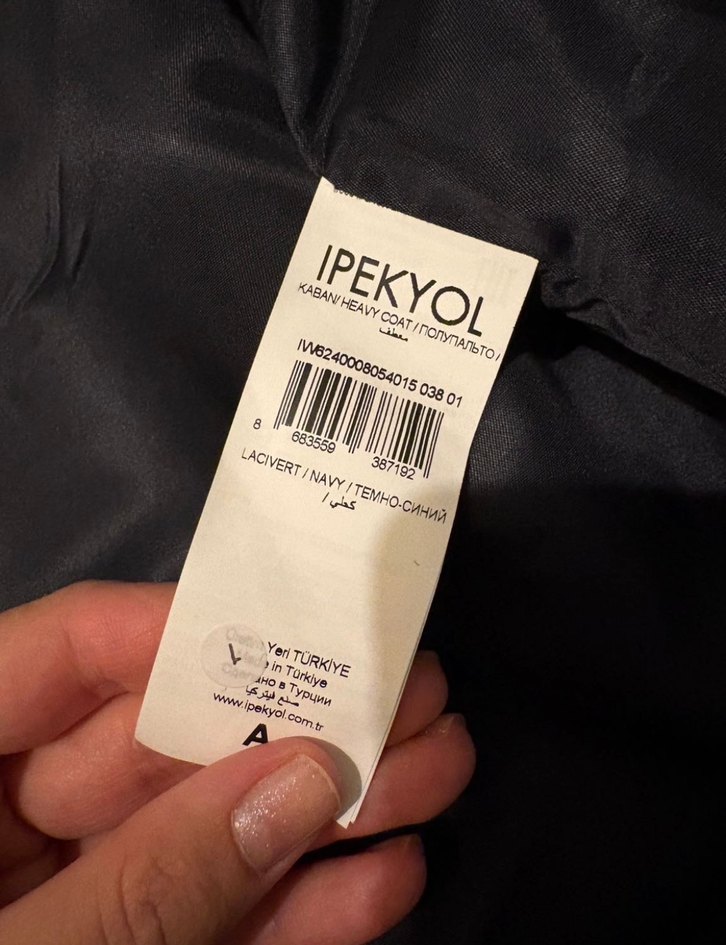 IPEKYOL
KABAN/ HEAVY COAT / ПОЛУПАЛЬТО /
معطف
IW6240008054015 038 01
8 683559 387192
LACIVERT / NAVY / ТЕМНО-СИНИЙ
/ كحلي
Yeri TÜRKİYE
in Türkiye
в Турции
صنع في تركيا
www.ipekyol.com.tr
A